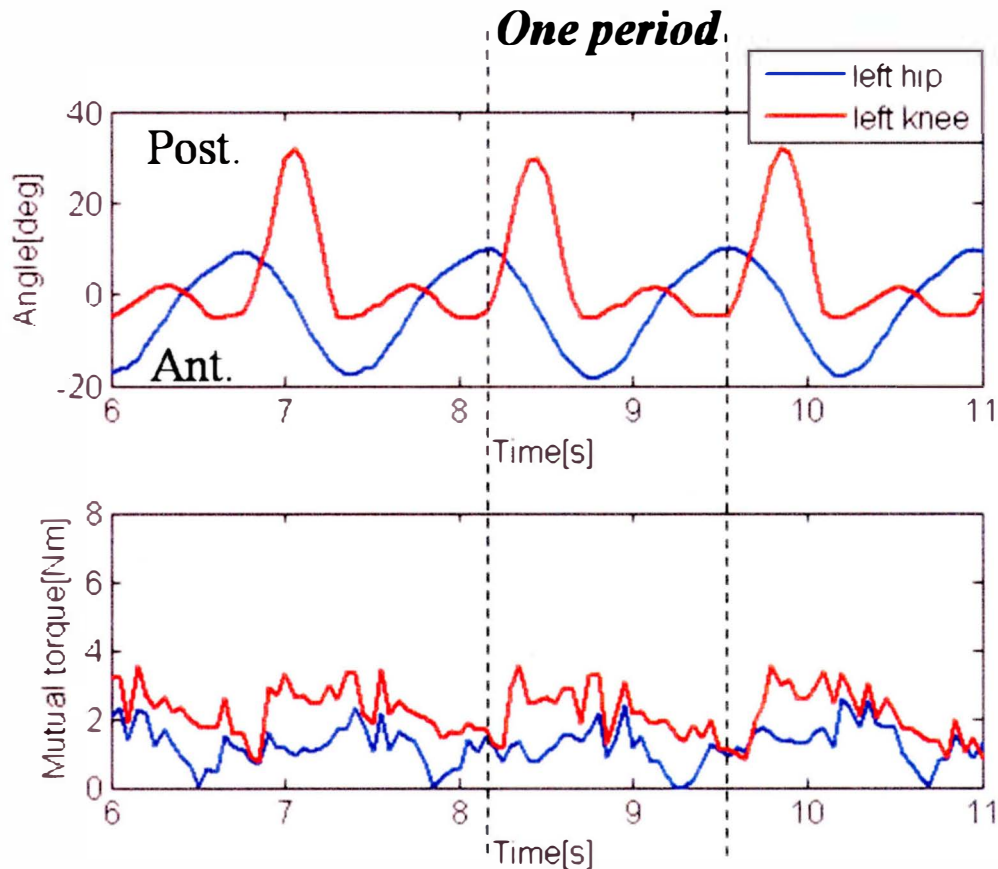 One period
left hip
left knee
Angle[deg]
40
20
0
-20
Post.
Ant.
6 7 8 9 10 11
Time[s]
Mutual torque[Nm]
8
6
4
2
0
6 7 8 9 10 11
Time[s]